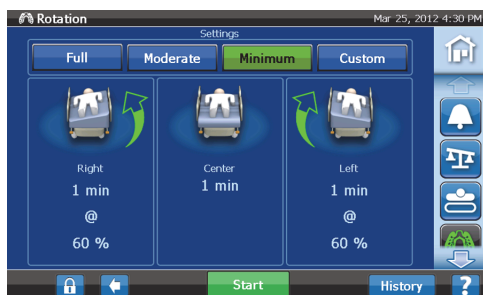 Rotation
Mar 25, 2012 4:30 PM
Settings
Full Moderate Minimum Custom
Right Center Left
1 min 1 min 1 min
@ @
60 % 60 %
Start History ?